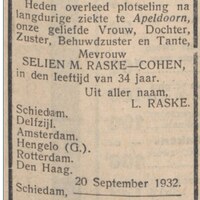 Heden overleed plotseling na
langdurige ziekte te Apeldoorn,
onze geliefde Vrouw, Dochter,
Zuster, Behuwdzuster en Tante,
Mevrouw
SELIEN M. RASKE—COHEN,
in den leeftijd van 34 jaar.
Uit aller naam,
L. RASKE.
Schiedam.
Delfzijl.
Amsterdam.
Hengelo (G.).
Rotterdam.
Den Haag.
20 September 1932.
Schiedam,